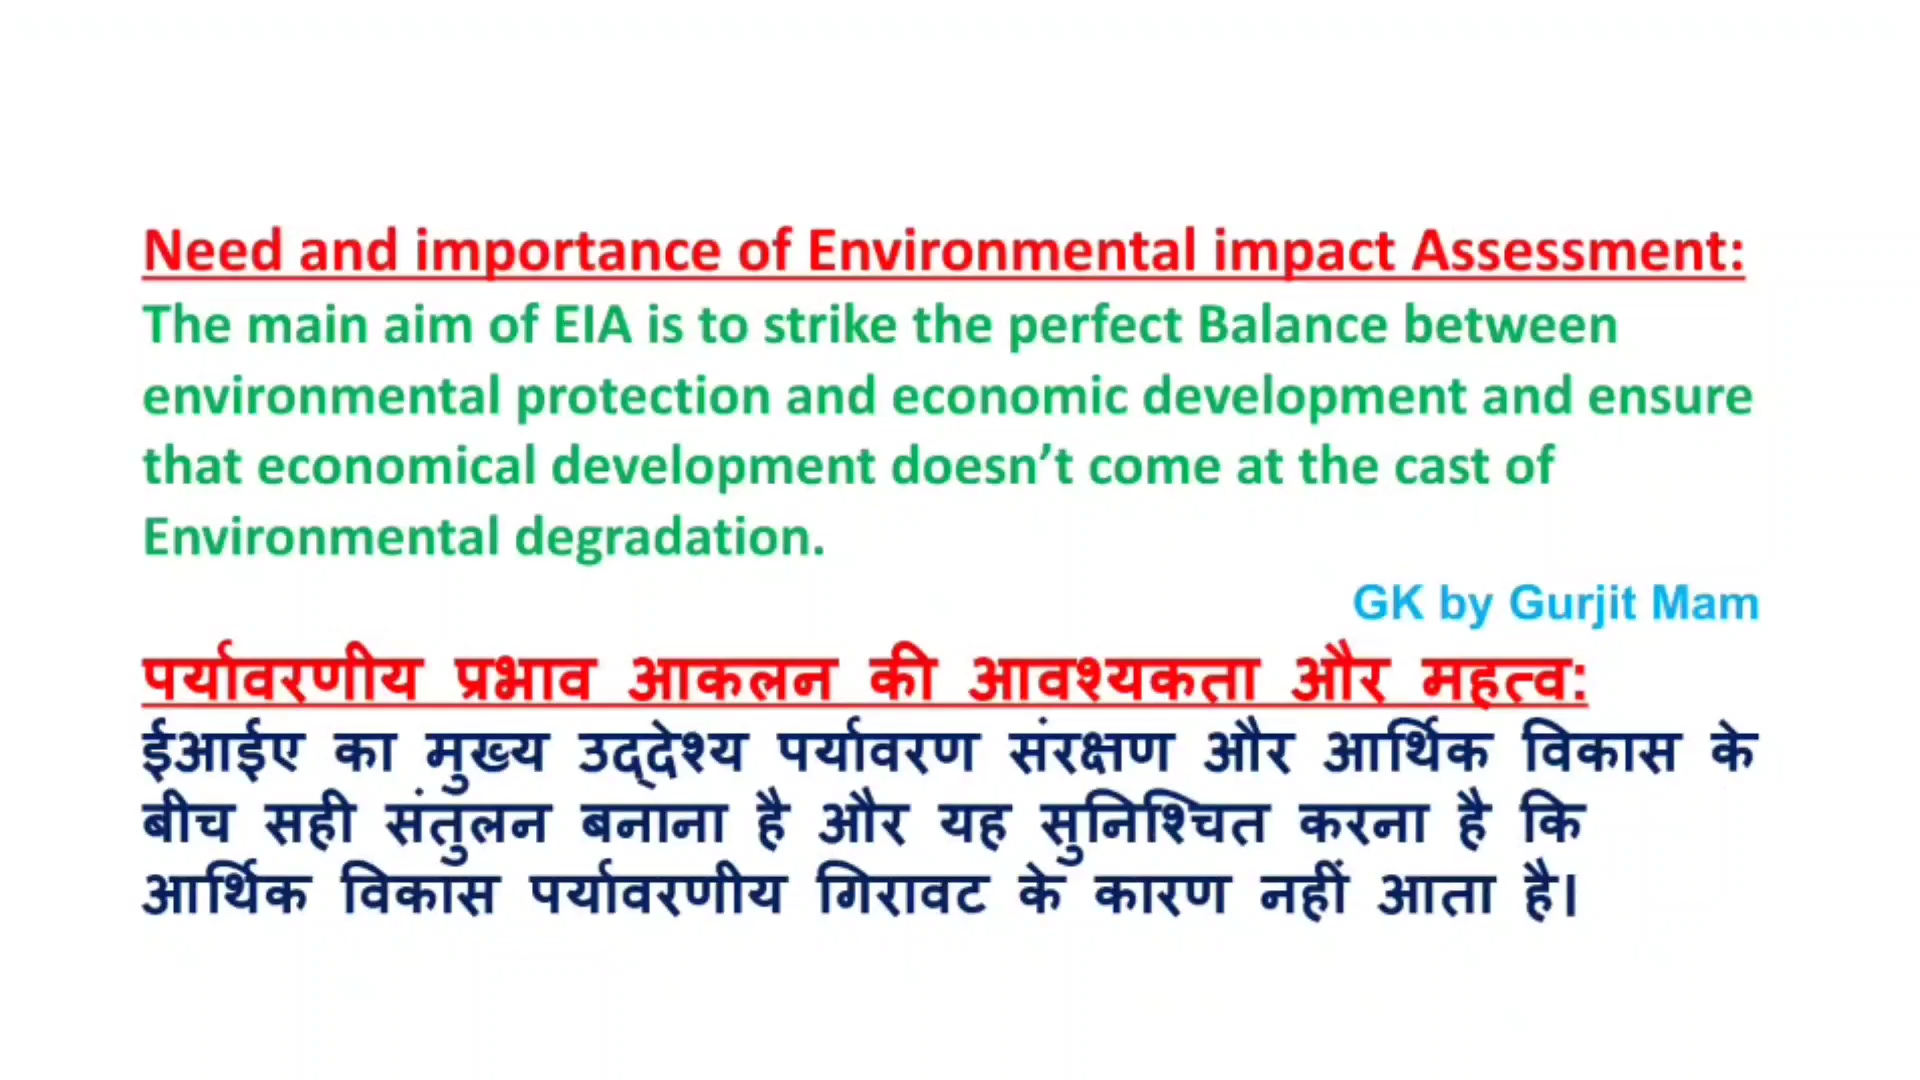 Need and importance of Environmental impact Assessment:
The main aim of EIA is to strike the perfect Balance between
environmental protection and economic development and ensure
that economical development doesn’t come at the cast of
Environmental degradation.
GK by Gurjit Mam
पर्यावरणीय प्रभाव आकलन की आवश्यकता और महत्व:
ईआईए का मुख्य उद्देश्य पर्यावरण संरक्षण और आर्थिक विकास के
बीच सही संतुलन बनाना है और यह सुनिश्चित करना है कि
आर्थिक विकास पर्यावरणीय गिरावट के कारण नहीं आता है।